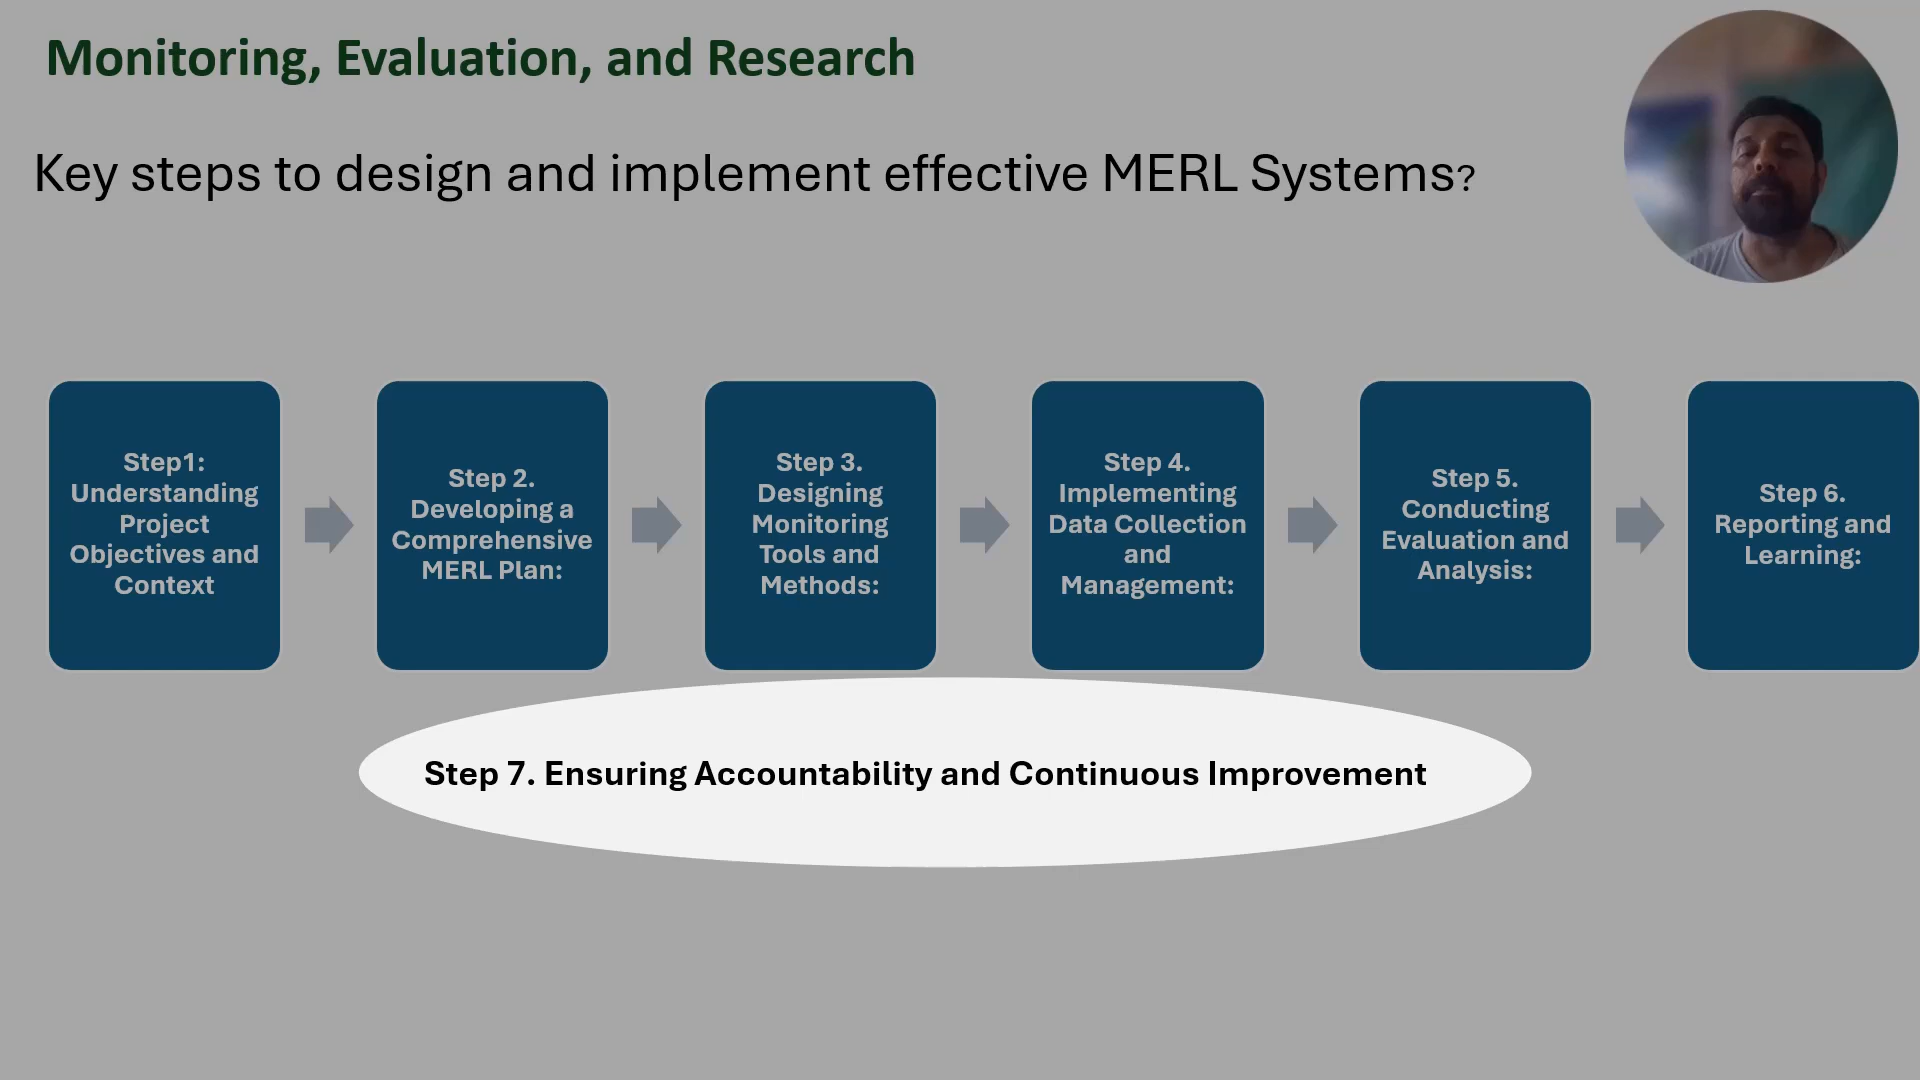 Monitoring, Evaluation, and Research
Key steps to design and implement effective MERL Systems?
Step1:
Understanding
Project
Objectives and
Context
Step 2.
Developing a
Comprehensive
MERL Plan:
Step 3.
Designing
Monitoring
Tools and
Methods:
Step 4.
Implementing
Data Collection
and
Management:
Step 5.
Conducting
Evaluation and
Analysis:
Step 6.
Reporting and
Learning:
Step 7. Ensuring Accountability and Continuous Improvement